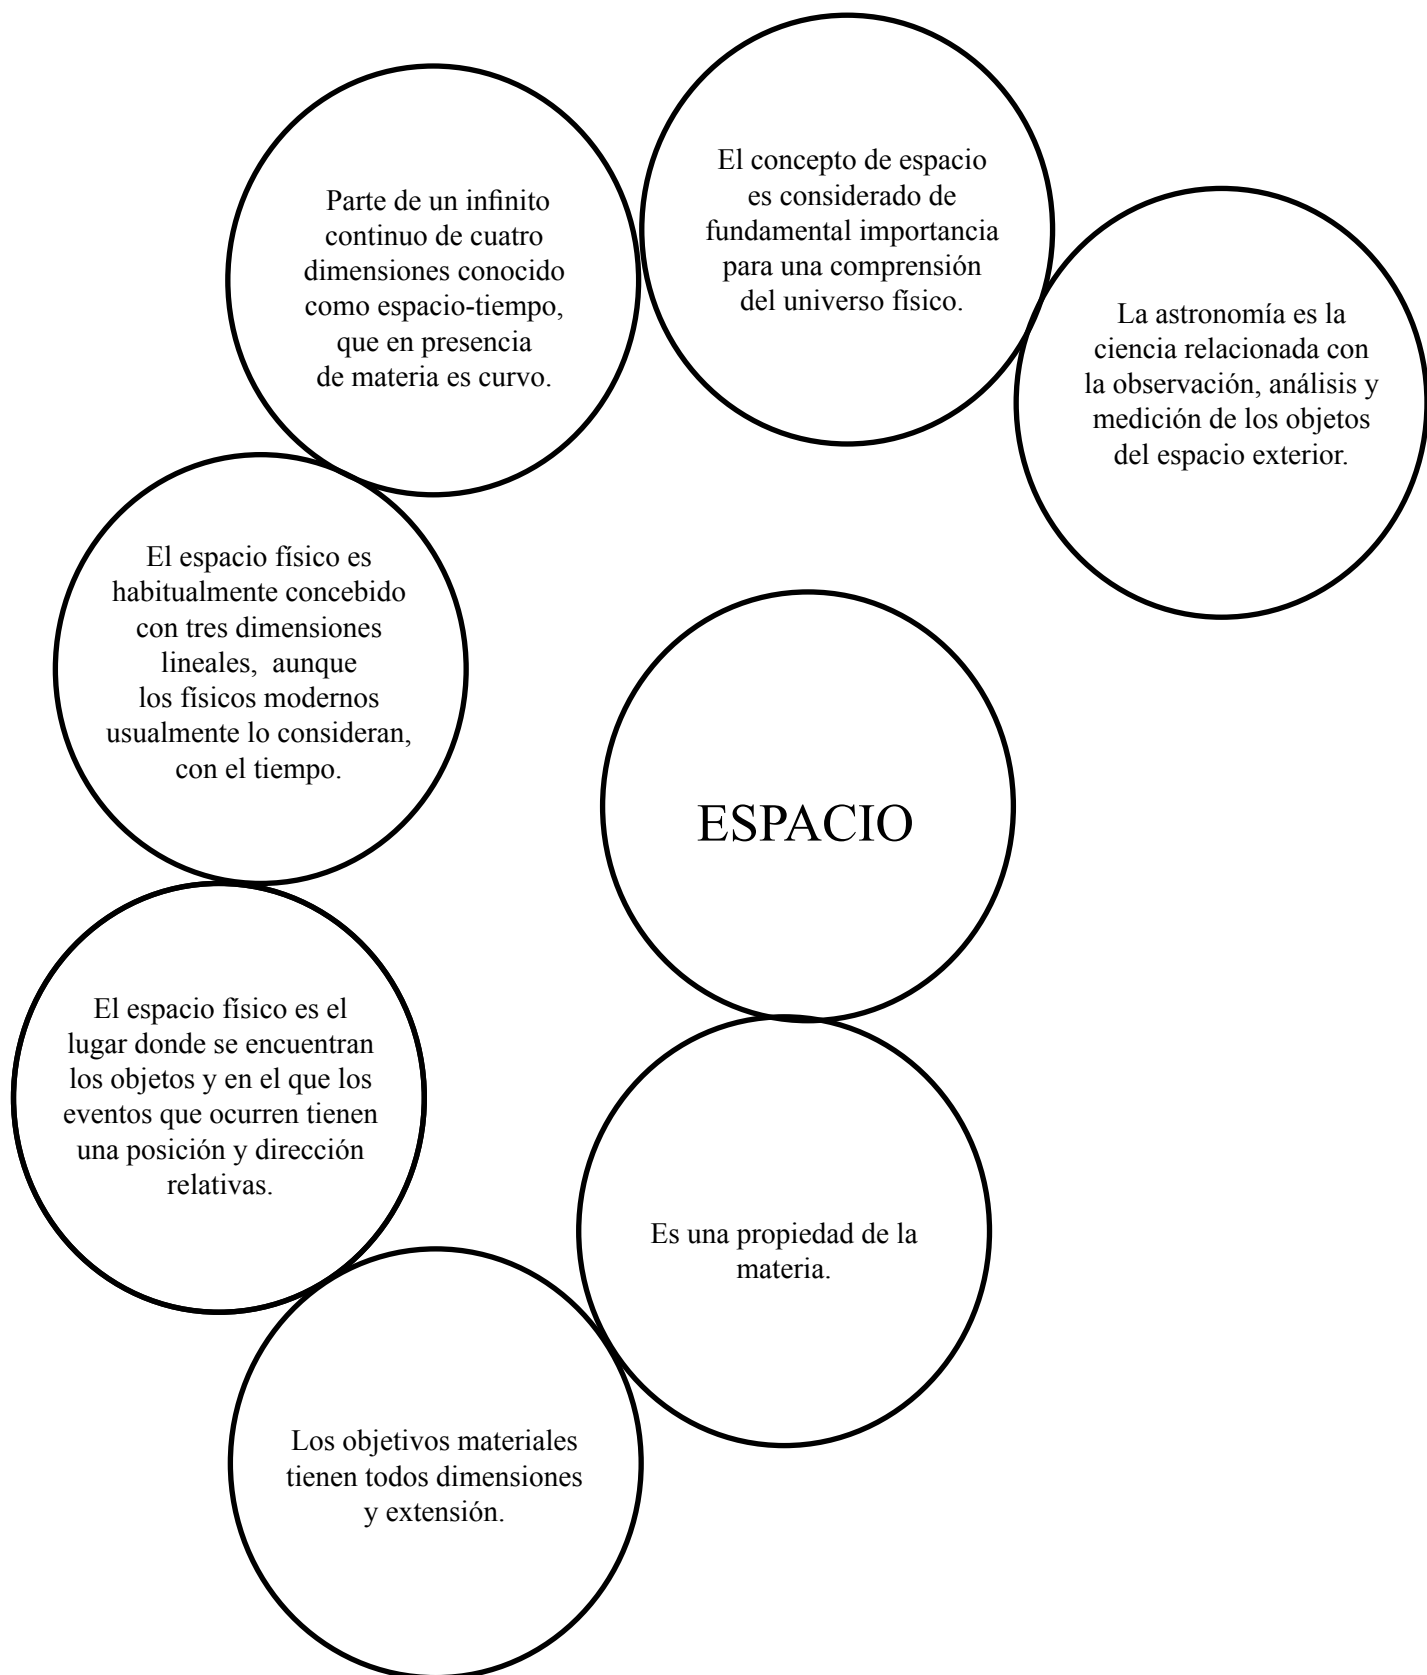 El concepto de espacio
es considerado de
fundamental importancia
para una comprensión
del universo físico.
Parte de un infinito
continuo de cuatro
dimensiones conocido
como espacio-tiempo,
que en presencia
de materia es curvo.
La astronomía es la
ciencia relacionada con
la observación, análisis y
medición de los objetos
del espacio exterior.
El espacio físico es
habitualmente concebido
con tres dimensiones
lineales,  aunque
los físicos modernos
usualmente lo consideran,
con el tiempo.
ESPACIO
El espacio físico es el
lugar donde se encuentran
los objetos y en el que los
eventos que ocurren tienen
una posición y dirección
relativas.
Es una propiedad de la
materia.
Los objetivos materiales
tienen todos dimensiones
y extensión.